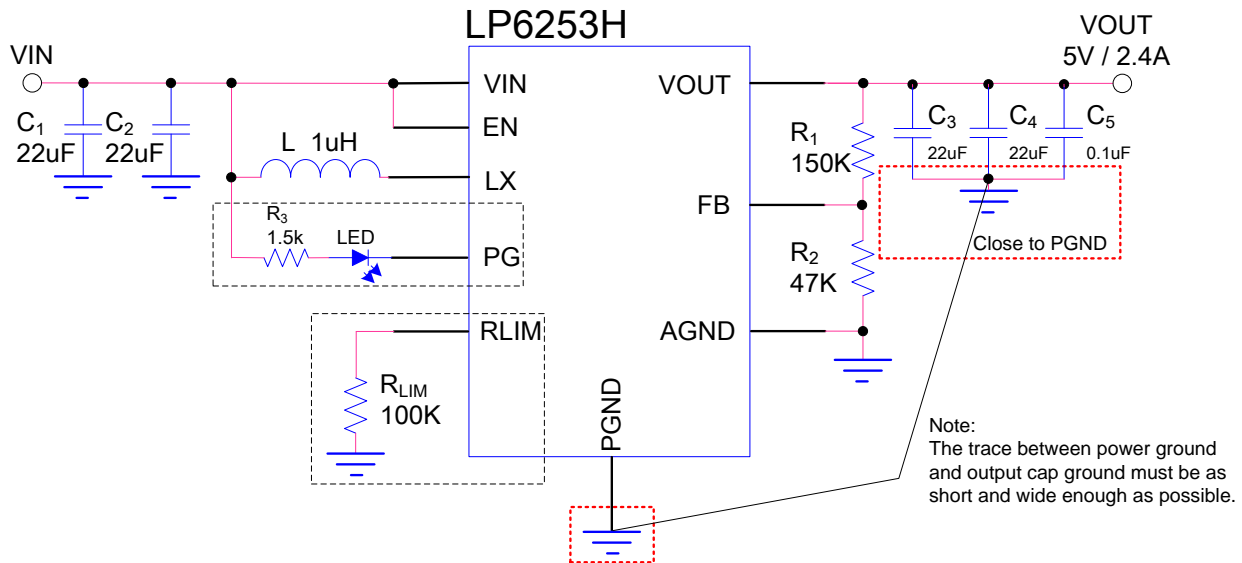 LP6253H
VIN
VOUT
5V / 2.4A
VIN
VOUT
C1
22uF
C2
22uF
EN
L 1uH
LX
R1
150K
C3
22uF
C4
22uF
C5
0.1uF
FB
R3
1.5k
LED
PG
Close to PGND
R2
47K
RLIM
AGND
RLIM
100K
PGND
Note:
The trace between power ground
and output cap ground must be as
short and wide enough as possible.